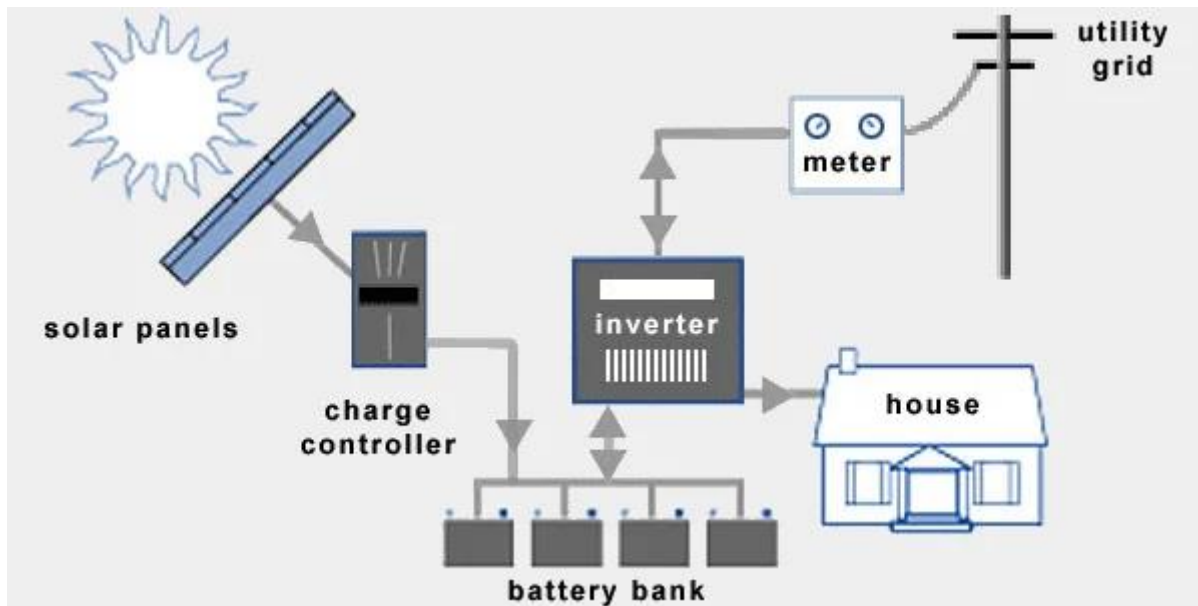 utility
grid
meter
solar panels
inverter
charge
controller
house
battery bank